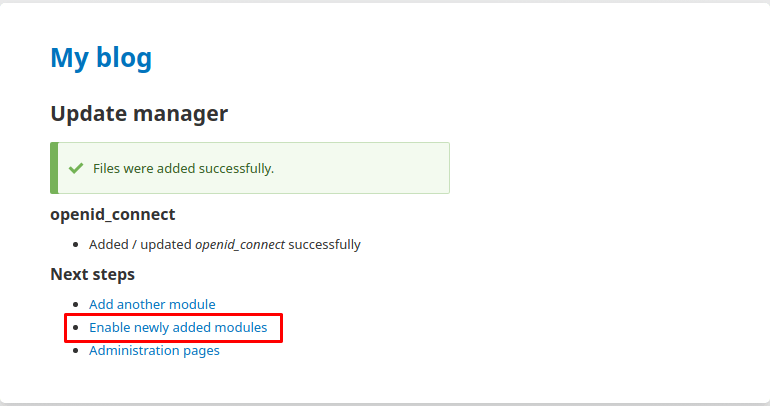 My blog
Update manager
Files were added successfully.
openid_connect
Added / updated openid_connect successfully
Next steps
Add another module
Enable newly added modules
Administration pages